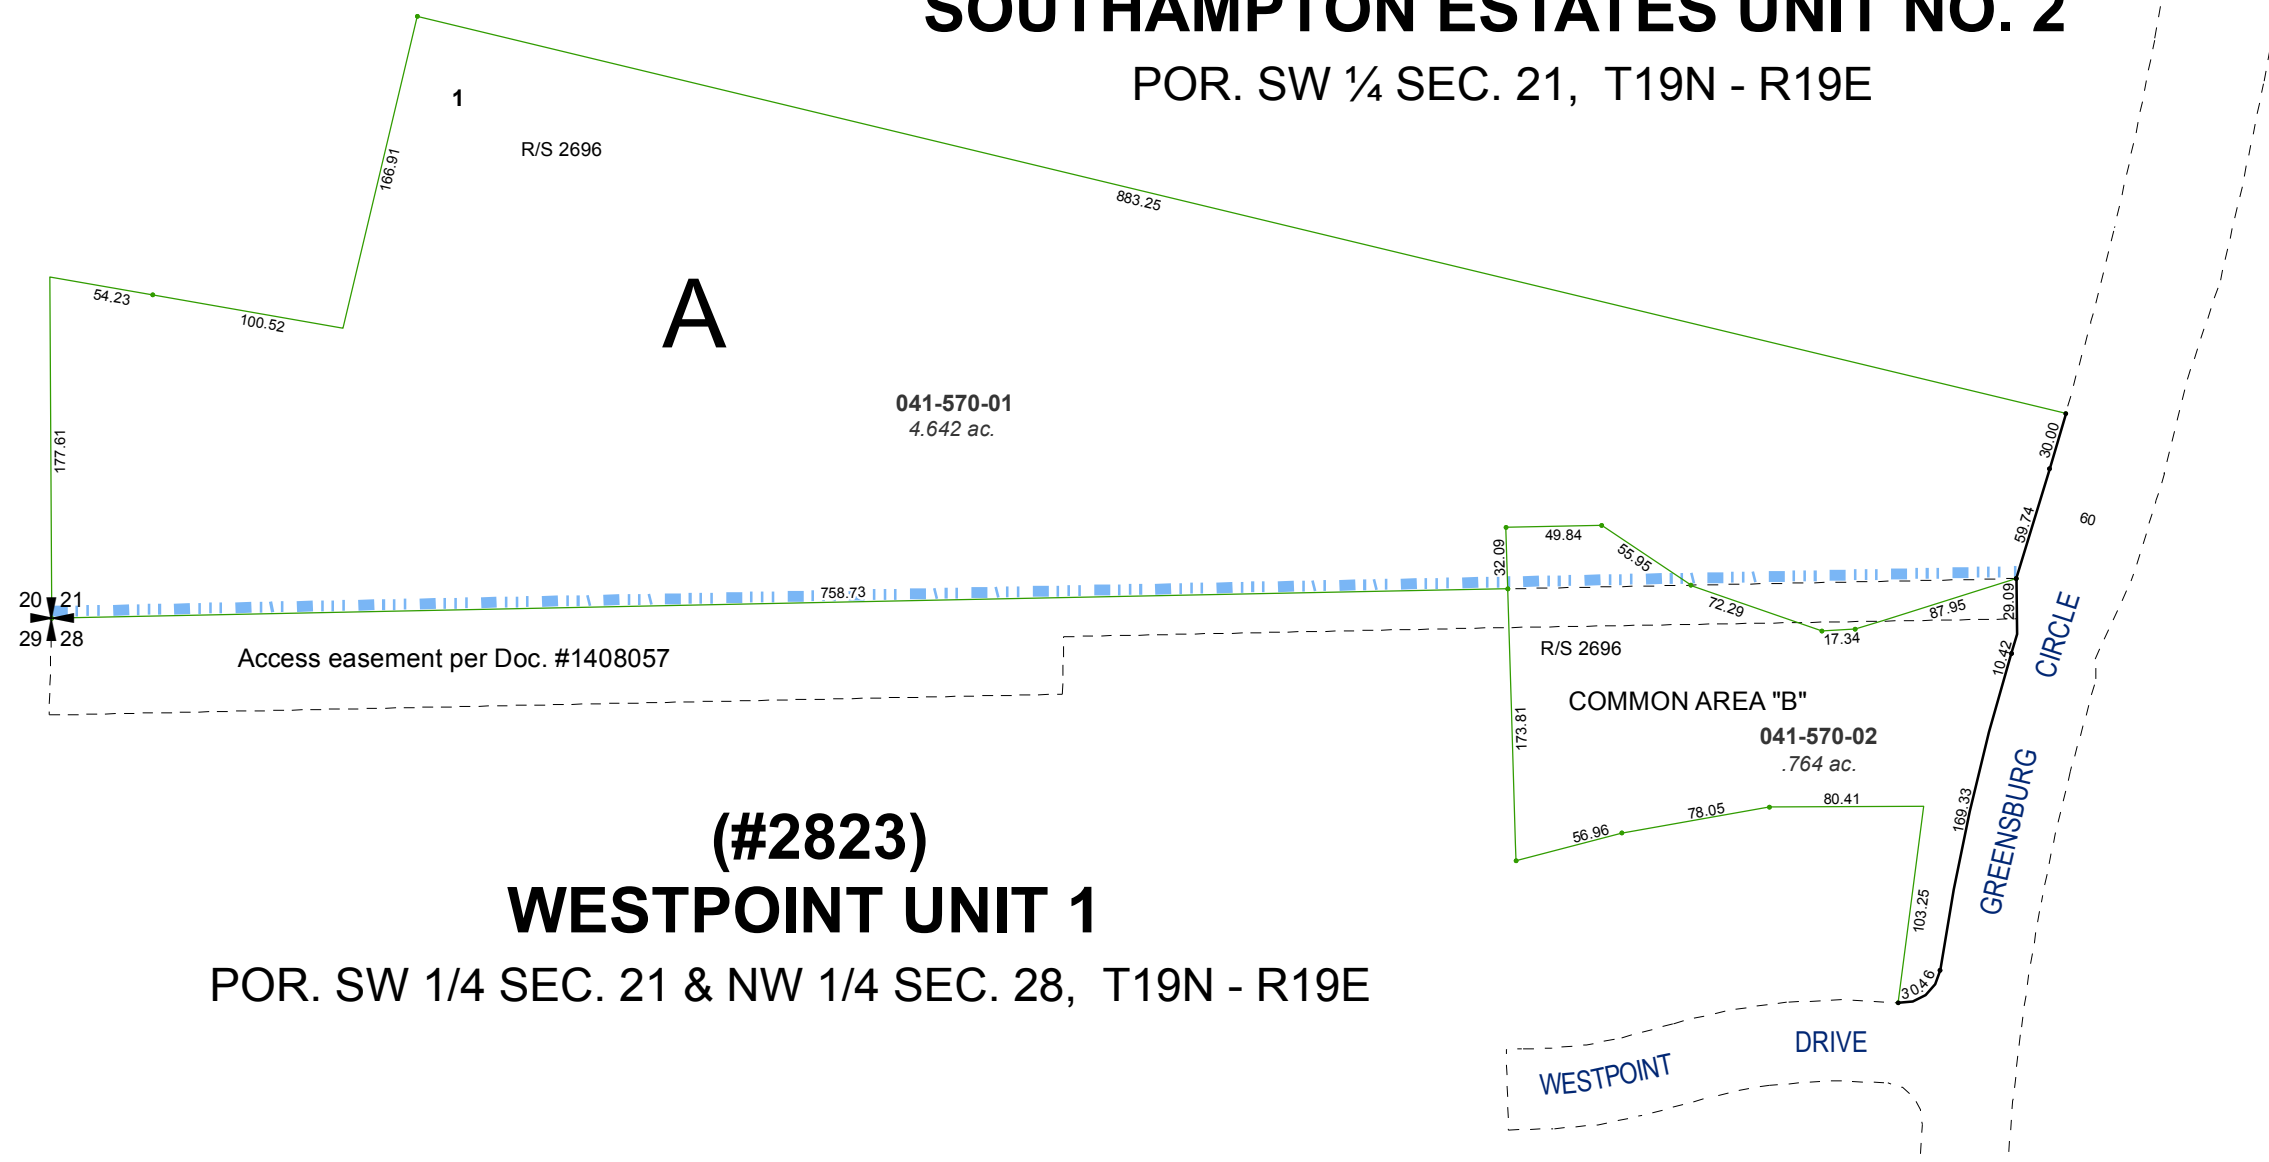 SOUTHAMPTON ESTATES UNIT NO. 2
POR. SW ¼ SEC. 21, T19N - R19E
1
R/S 2696
166.91
883.25
54.23
100.52
A
041-570-01
4.642 ac.
177.61
30.00
59.74
60
49.84
32.09
55.95
758.73
20 21
29 28
72.29
17.34
87.95
29.09
10.42
Access easement per Doc. #1408057
R/S 2696
COMMON AREA "B"
041-570-02
.764 ac.
173.81
GREENSBURG CIRCLE
169.33
56.96
78.05
80.41
103.25
30.46
(#2823)
WESTPOINT UNIT 1
POR. SW 1/4 SEC. 21 & NW 1/4 SEC. 28, T19N - R19E
WESTPOINT DRIVE